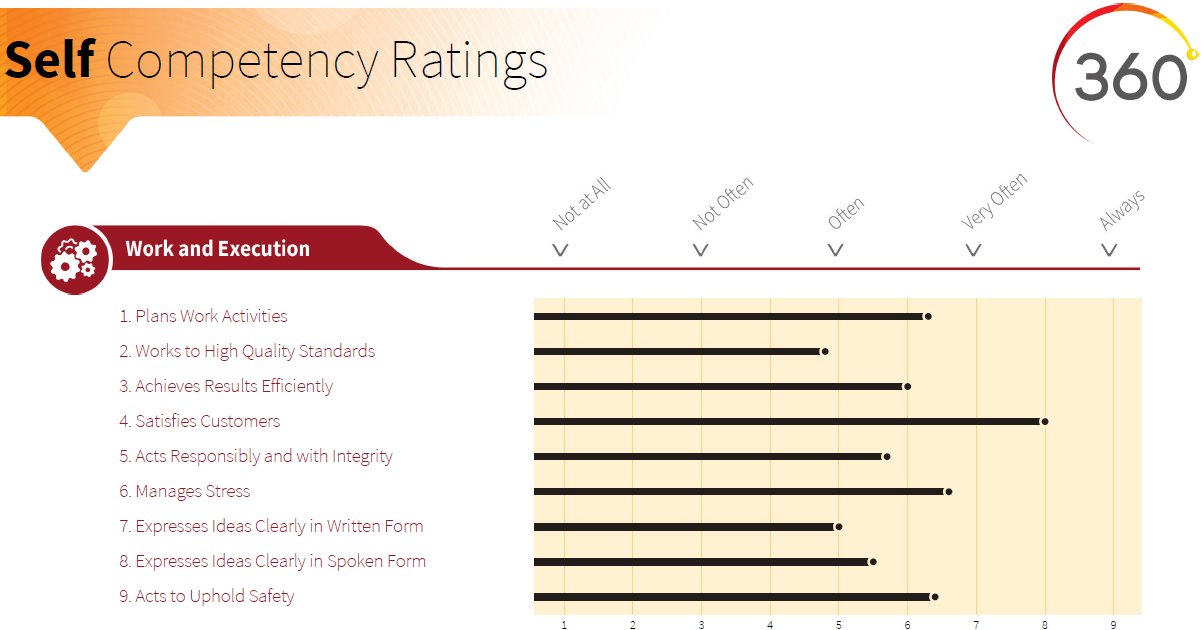 Self Competency Ratings
360
Not at All
Not Often
Often
Very Often
Always
Work and Execution
1. Plans Work Activities
2. Works to High Quality Standards
3. Achieves Results Efficiently
4. Satisfies Customers
5. Acts Responsibly and with Integrity
6. Manages Stress
7. Expresses Ideas Clearly in Written Form
8. Expresses Ideas Clearly in Spoken Form
9. Acts to Uphold Safety
1 2 3 4 5 6 7 8 9